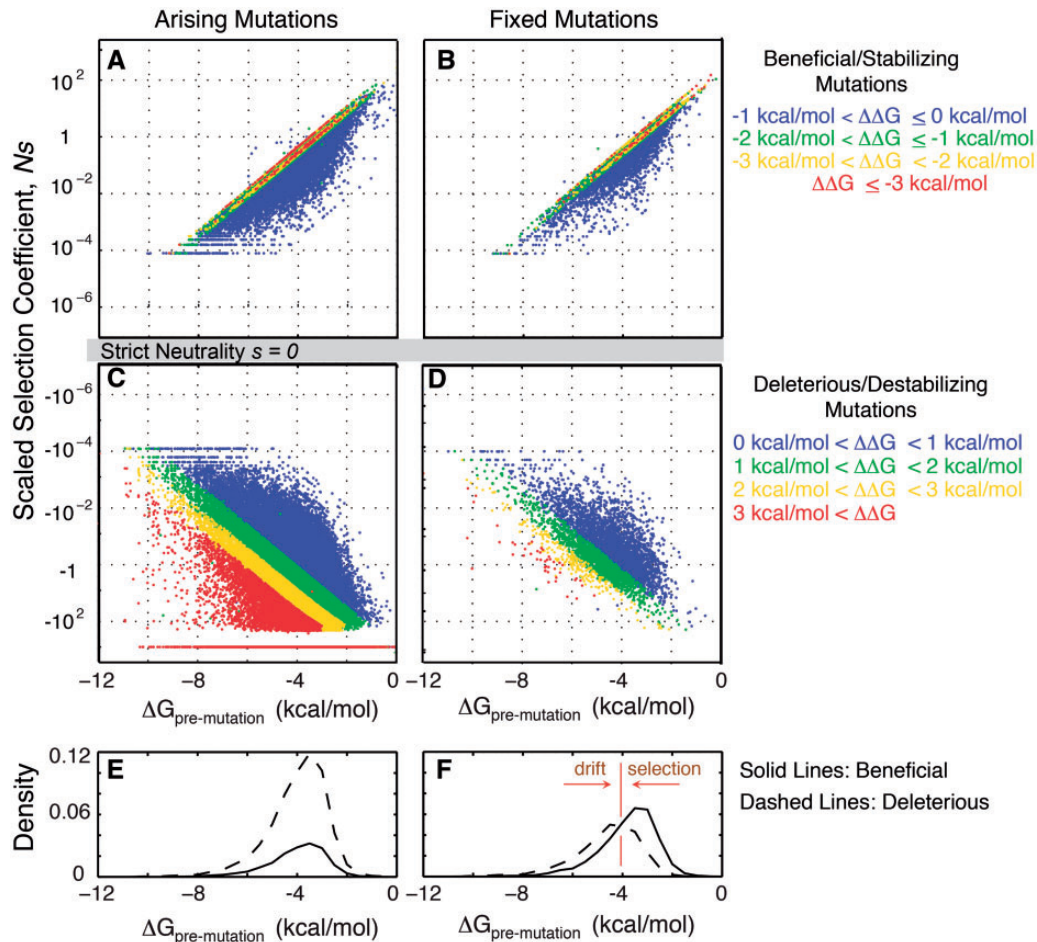 Arising Mutations
Fixed Mutations
A
B
10²
1
10⁻²
10⁻⁴
10⁻⁶
Beneficial/Stabilizing
Mutations
-1 kcal/mol < ΔΔG ≤ 0 kcal/mol
-2 kcal/mol < ΔΔG ≤ -1 kcal/mol
-3 kcal/mol < ΔΔG < -2 kcal/mol
ΔΔG ≤ -3 kcal/mol
Scaled Selection Coefficient, Ns
Strict Neutrality s = 0
C
D
-10⁻⁶
-10⁻⁴
-10⁻²
-1
-10²
Deleterious/Destabilizing
Mutations
0 kcal/mol < ΔΔG < 1 kcal/mol
1 kcal/mol < ΔΔG < 2 kcal/mol
2 kcal/mol < ΔΔG < 3 kcal/mol
3 kcal/mol < ΔΔG
−12 −8 −4 0
−12 −8 −4 0
ΔG pre-mutation (kcal/mol)
ΔG pre-mutation (kcal/mol)
Density
0.12
0.06
0
E
F
drift
selection
Solid Lines: Beneficial
Dashed Lines: Deleterious
−12 −8 −4 0
−12 −8 −4 0
ΔG pre-mutation (kcal/mol)
ΔG pre-mutation (kcal/mol)